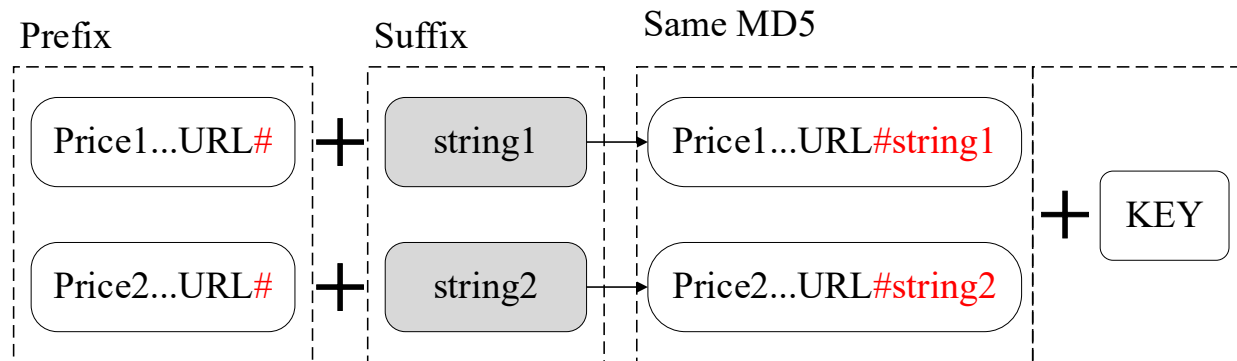 Prefix
Suffix
Same MD5
Price1...URL#
+
string1
Price1...URL#string1
+
KEY
Price2...URL#
+
string2
Price2...URL#string2